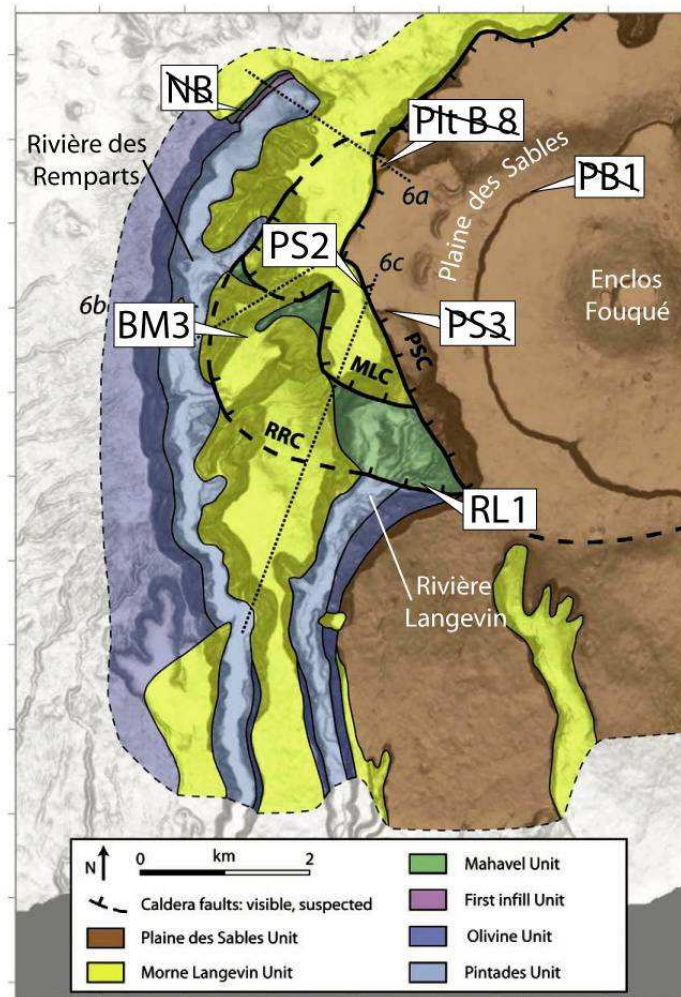 NB
Plt B 8
Rivière des
Remparts
Plaine des Sables
PB1
6a
PS2
6c
Enclos
Fouqué
6b
BM3
PS3
MLC
PSC
RRC
RL1
Rivière
Langevin
N
0 km 2
Caldera faults: visible, suspected
Plaine des Sables Unit
Morne Langevin Unit
Mahavel Unit
First infill Unit
Olivine Unit
Pintades Unit